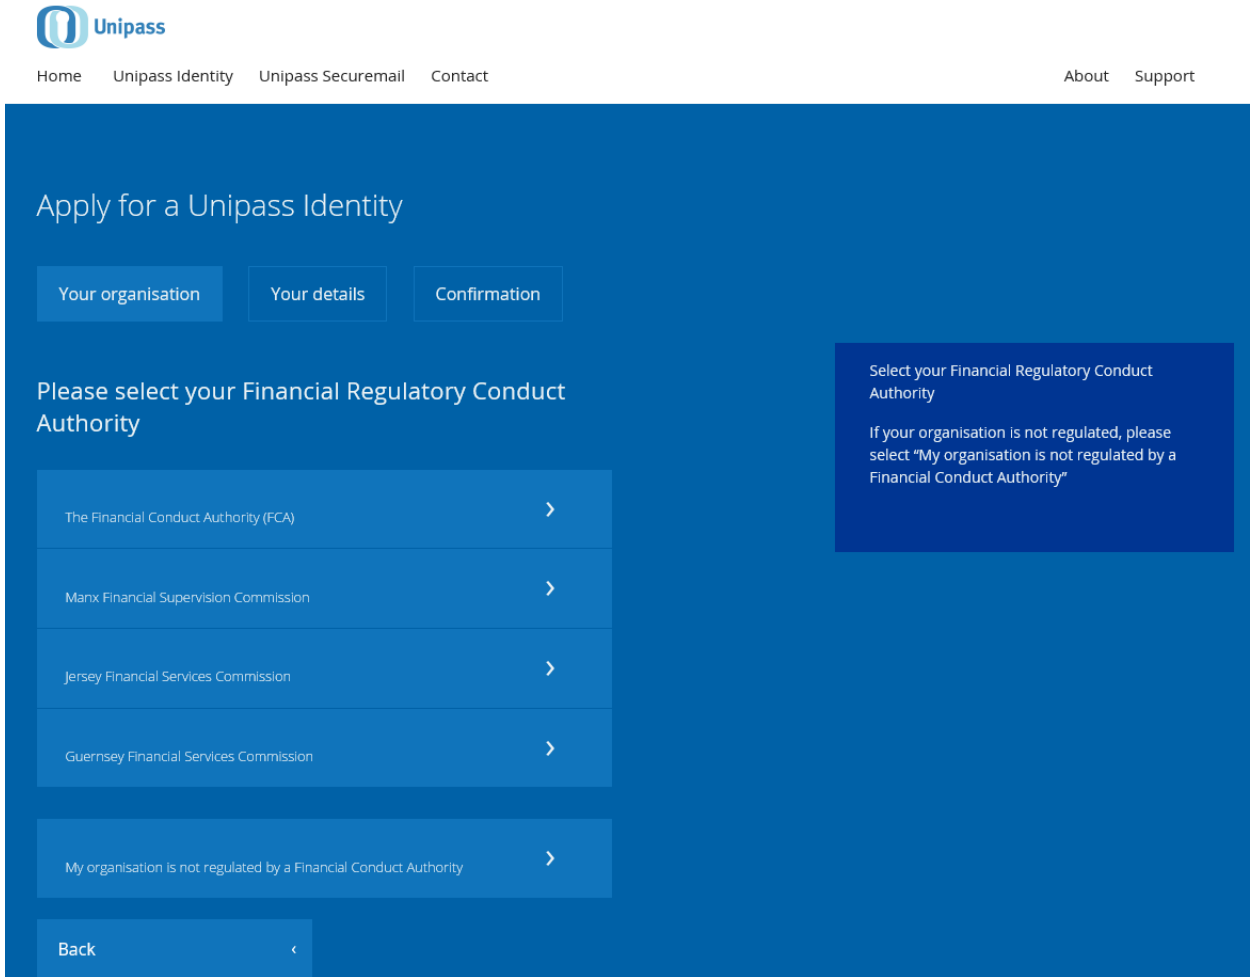 Unipass
Home Unipass Identity Unipass Securemail Contact About Support
Apply for a Unipass Identity
Your organisation Your details Confirmation
Please select your Financial Regulatory Conduct
Authority
The Financial Conduct Authority (FCA)
Manx Financial Supervision Commission
Jersey Financial Services Commission
Guernsey Financial Services Commission
My organisation is not regulated by a Financial Conduct Authority
Back
Select your Financial Regulatory Conduct
Authority
If your organisation is not regulated, please
select “My organisation is not regulated by a
Financial Conduct Authority”